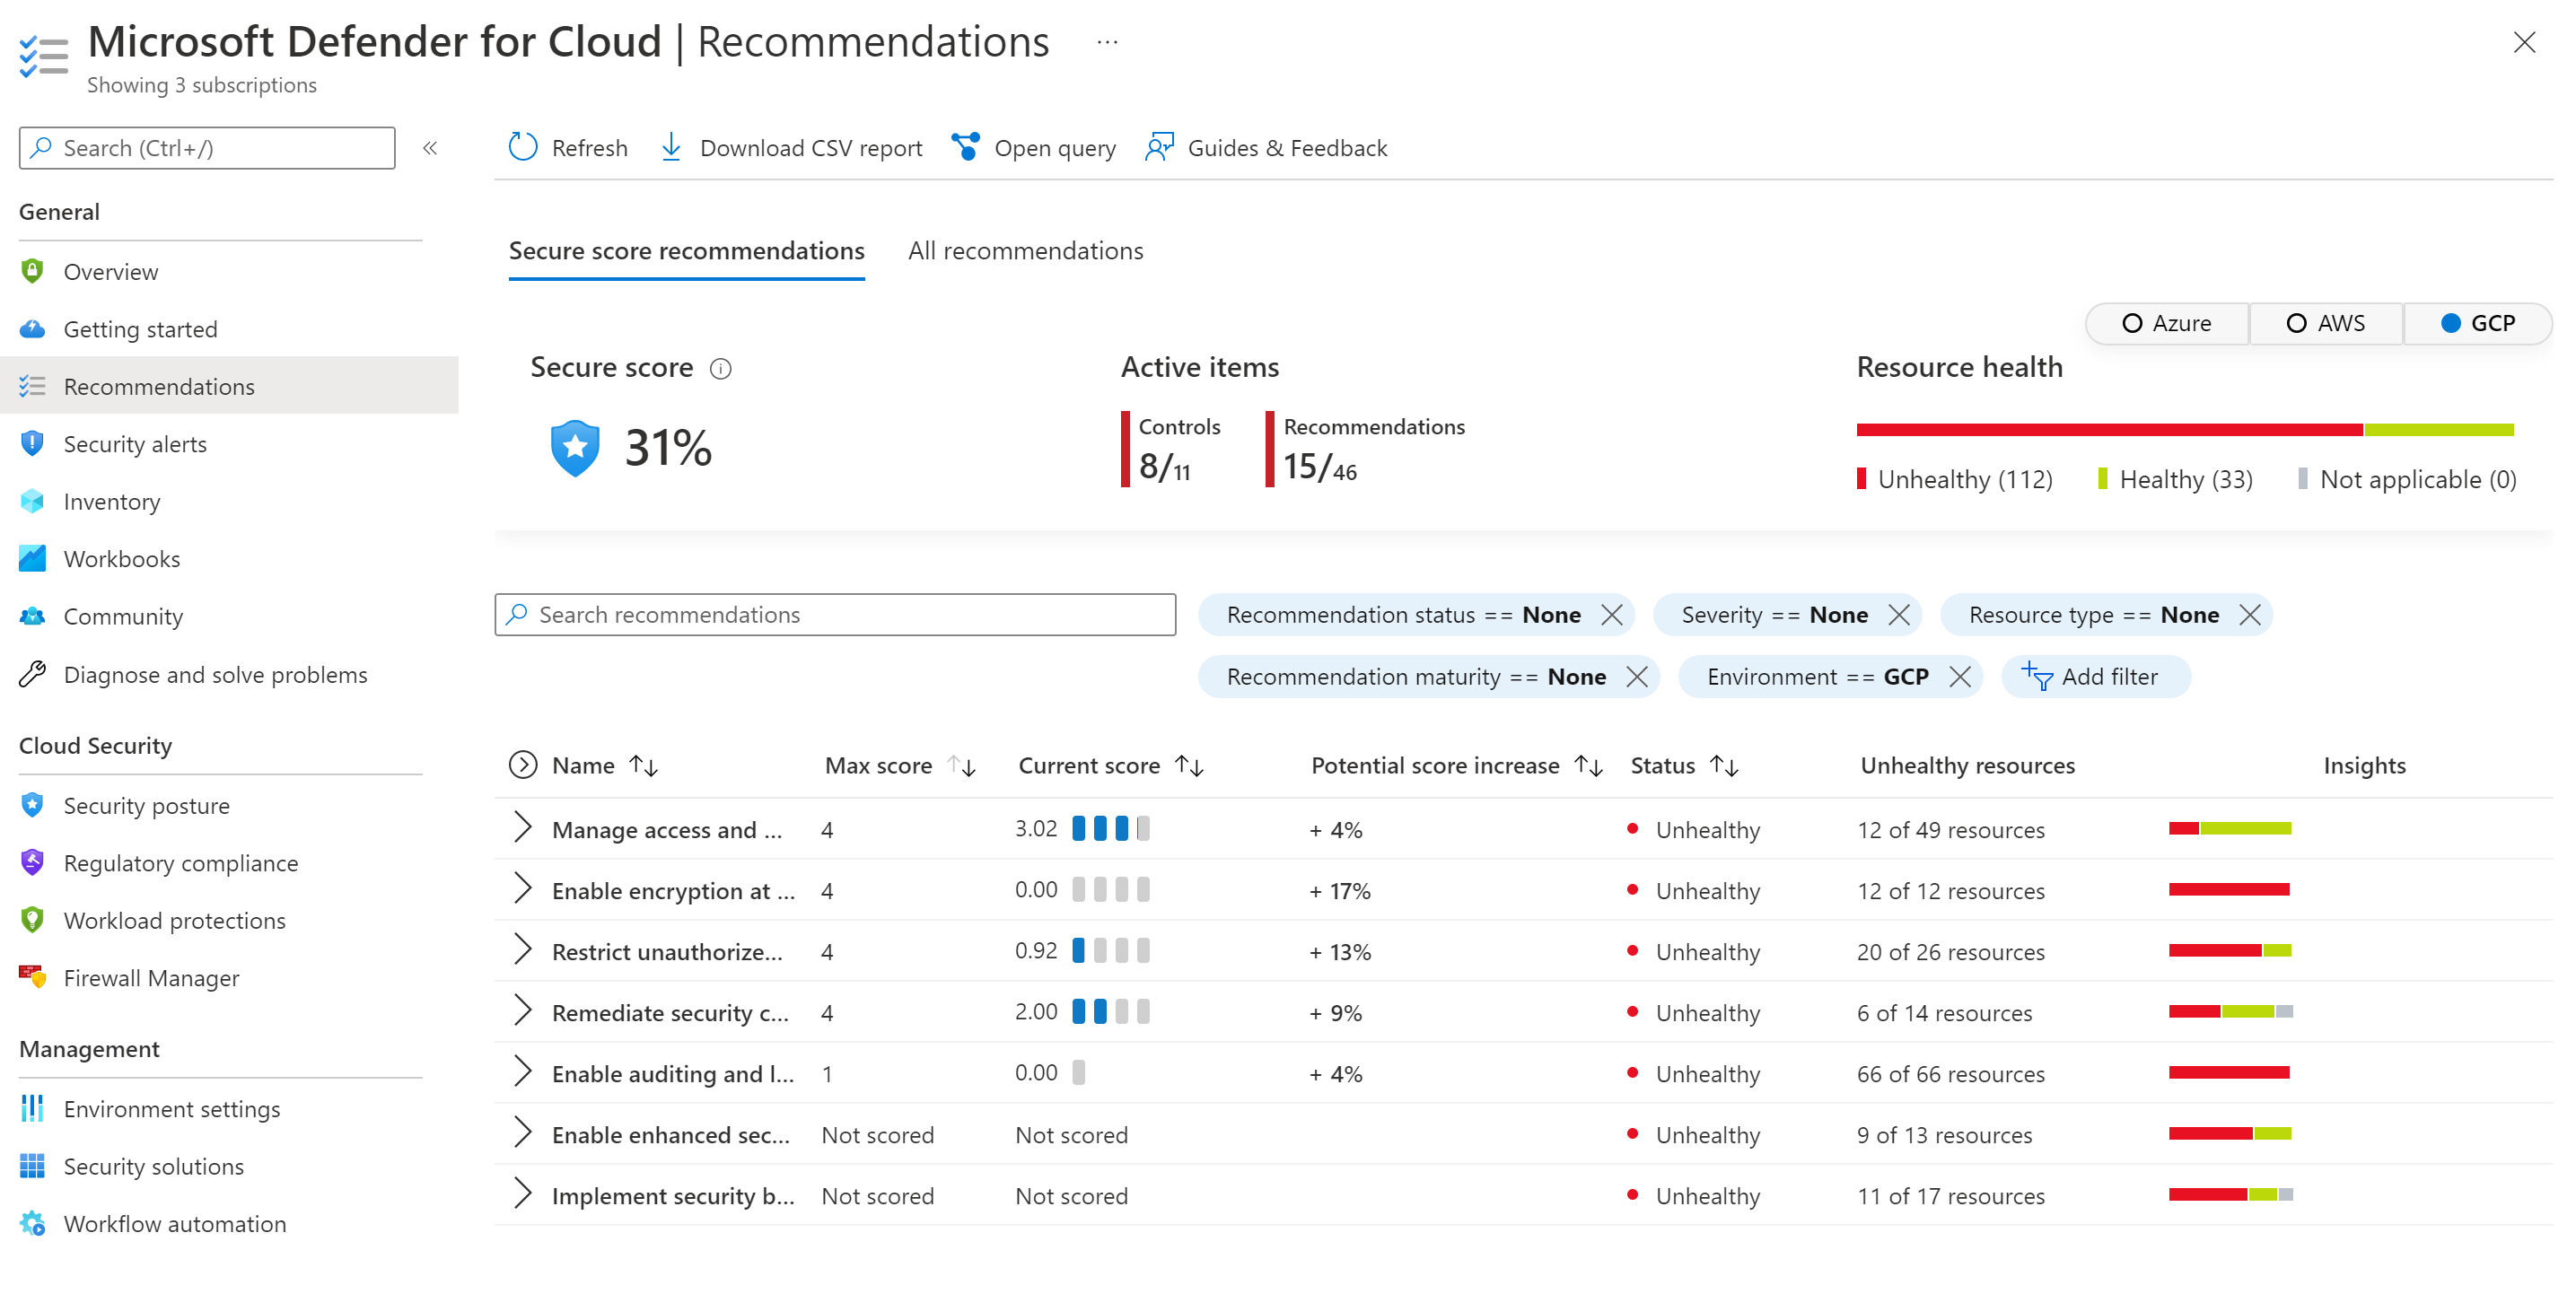 Microsoft Defender for Cloud | Recommendations ...
Showing 3 subscriptions
Search (Ctrl+/)
«
Refresh
Download CSV report
Open query
Guides & Feedback
General
Overview
Getting started
Recommendations
Security alerts
Inventory
Workbooks
Community
Diagnose and solve problems
Cloud Security
Security posture
Regulatory compliance
Workload protections
Firewall Manager
Management
Environment settings
Security solutions
Workflow automation
Secure score recommendations
All recommendations
Azure
AWS
GCP
Secure score
31%
Active items
Controls
8/11
Recommendations
15/46
Resource health
Unhealthy (112)
Healthy (33)
Not applicable (0)
Search recommendations
Recommendation status == None
Severity == None
Resource type == None
Recommendation maturity == None
Environment == GCP
Add filter
Name Max score Current score Potential score increase Status Unhealthy resources Insights
Manage access and ... 4 3.02 + 4% Unhealthy 12 of 49 resources
Enable encryption at ... 4 0.00 + 17% Unhealthy 12 of 12 resources
Restrict unauthorize... 4 0.92 + 13% Unhealthy 20 of 26 resources
Remediate security c... 4 2.00 + 9% Unhealthy 6 of 14 resources
Enable auditing and l... 1 0.00 + 4% Unhealthy 66 of 66 resources
Enable enhanced sec... Not scored Not scored Unhealthy 9 of 13 resources
Implement security b... Not scored Not scored Unhealthy 11 of 17 resources